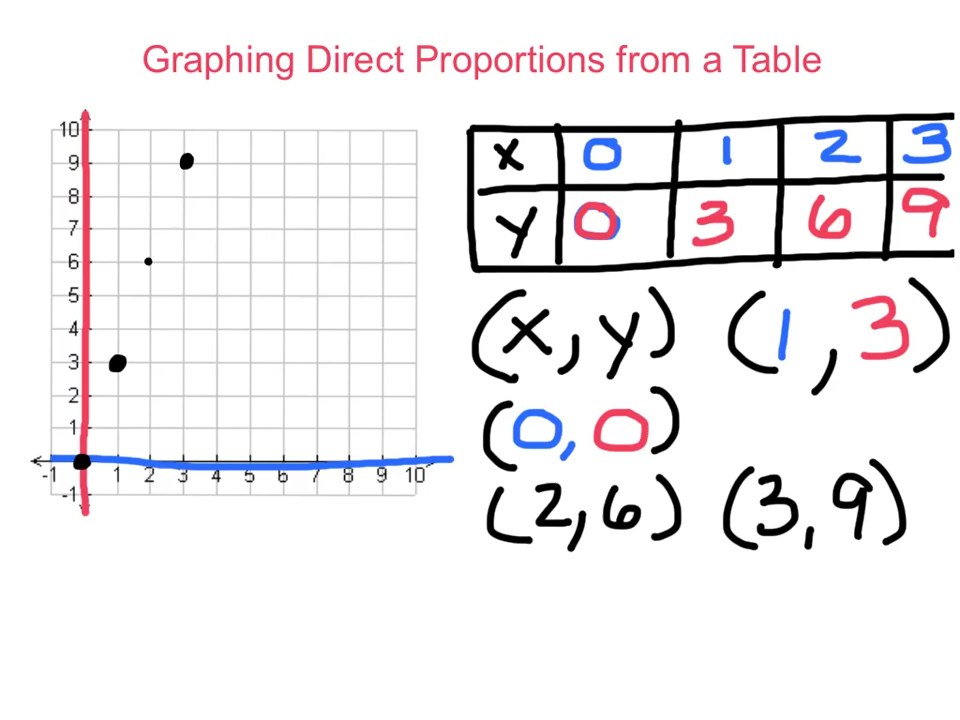 Graphing Direct Proportions from a Table
10
9
8
7
6
5
4
3
2
1
-1 1 2 3 4 5 6 7 8 9 10
-1
x 0 1 2 3
y 0 3 6 9
(x, y) (1, 3)
(0, 0)
(2, 6) (3, 9)